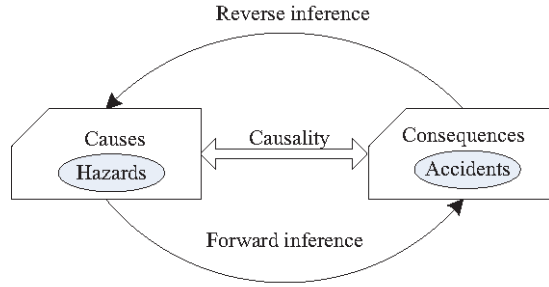 Reverse inference
Causes
Hazards
Causality
Consequences
Accidents
Forward inference